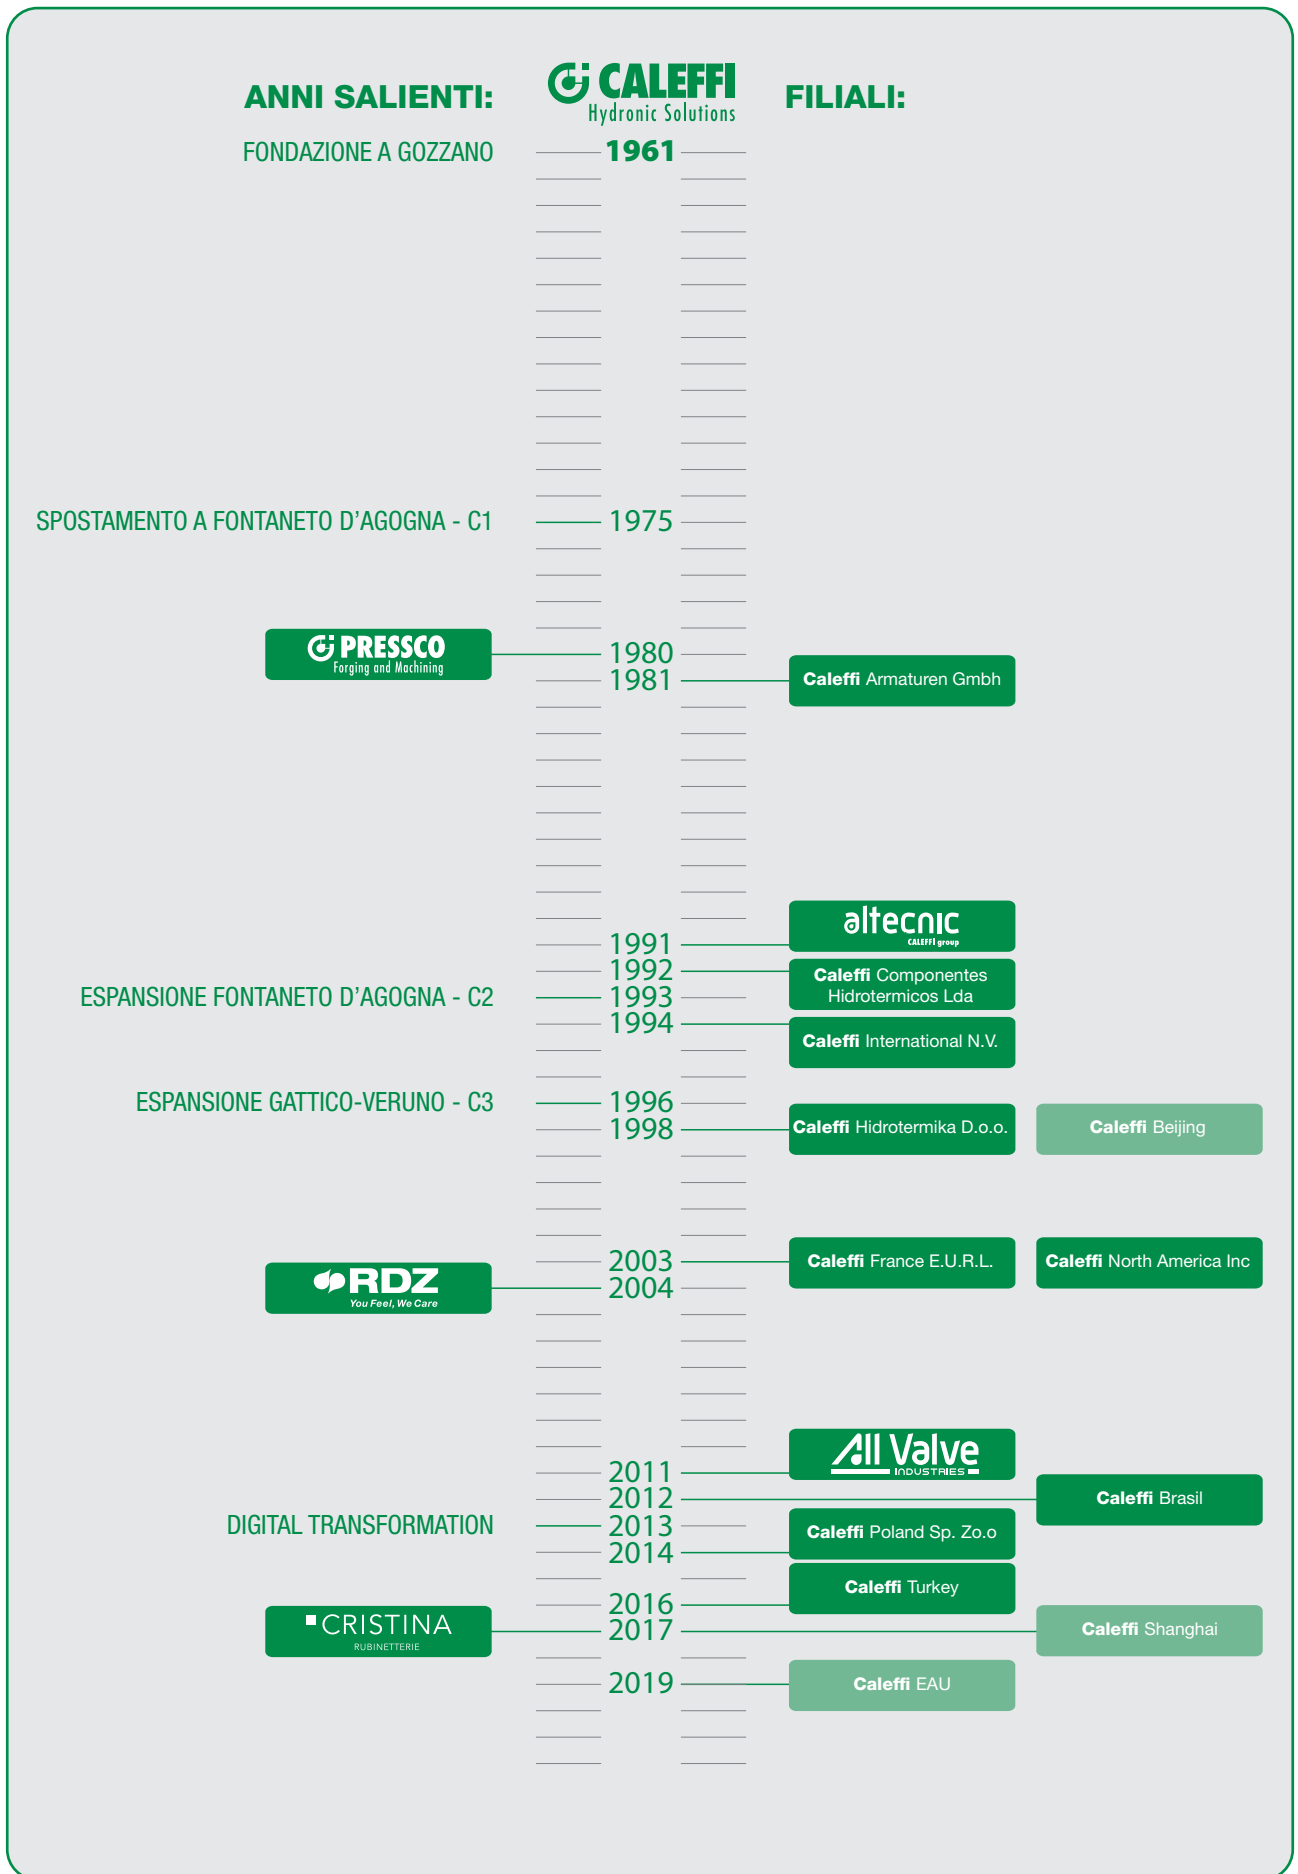 ANNI SALIENTI:
CALEFFI
Hydronic Solutions
FILIALI:
FONDAZIONE A GOZZANO
1961
SPOSTAMENTO A FONTANETO D'AGOGNA - C1
1975
PRESSCO
Forging and Machining
1980
1981
Caleffi Armaturen Gmbh
altecnic
CALEFFI group
1991
1992
Caleffi Componentes
Hidrotermicos Lda
ESPANSIONE FONTANETO D'AGOGNA - C2
1993
1994
Caleffi International N.V.
ESPANSIONE GATTICO-VERUNO - C3
1996
1998
Caleffi Hidrotermika D.o.o.
Caleffi Beijing
2003
Caleffi France E.U.R.L.
Caleffi North America Inc
RDZ
You Feel, We Care
2004
All Valve
INDUSTRIES
2011
2012
Caleffi Brasil
DIGITAL TRANSFORMATION
2013
Caleffi Poland Sp. Zo.o
2014
Caleffi Turkey
2016
CRISTINA
RUBINETTERIE
2017
Caleffi Shanghai
2019
Caleffi EAU